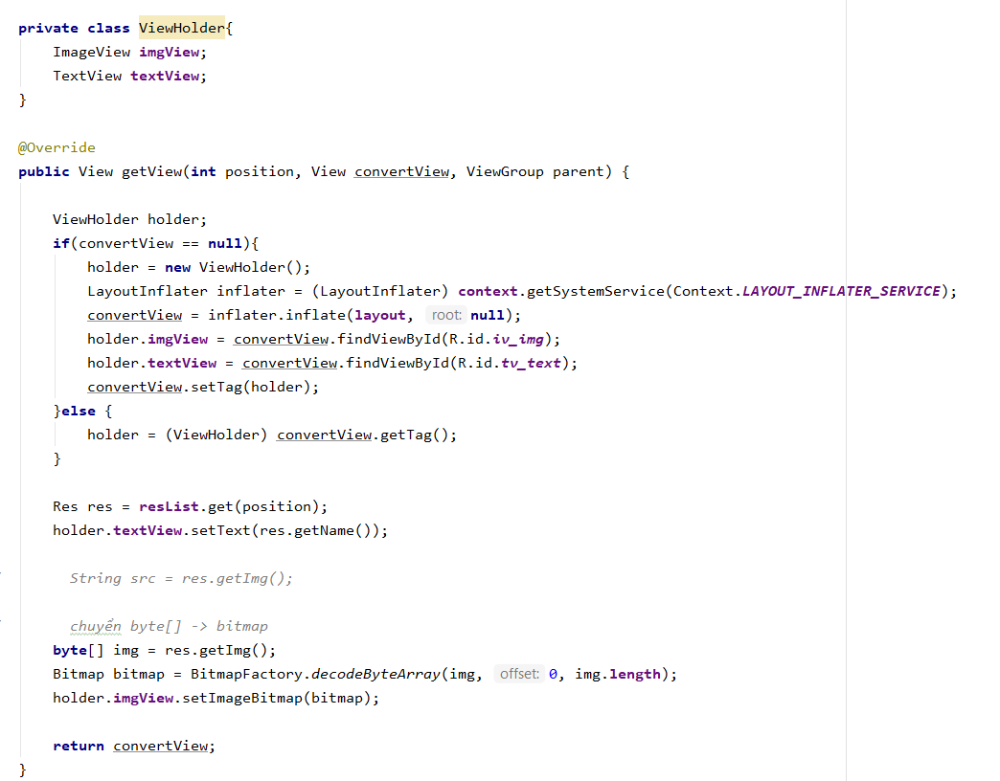 private class ViewHolder{
ImageView imgView;
TextView textView;
}
@Override
public View getView(int position, View convertView, ViewGroup parent) {
ViewHolder holder;
if(convertView == null){
holder = new ViewHolder();
LayoutInflater inflater = (LayoutInflater) context.getSystemService(Context.LAYOUT_INFLATER_SERVICE);
convertView = inflater.inflate(layout, root: null);
holder.imgView = convertView.findViewById(R.id.iv_img);
holder.textView = convertView.findViewById(R.id.tv_text);
convertView.setTag(holder);
}else {
holder = (ViewHolder) convertView.getTag();
}
Res res = resList.get(position);
holder.textView.setText(res.getName());
String src = res.getImg();
chuyển byte[] -> bitmap
byte[] img = res.getImg();
Bitmap bitmap = BitmapFactory.decodeByteArray(img, offset: 0, img.length);
holder.imgView.setImageBitmap(bitmap);
return convertView;
}